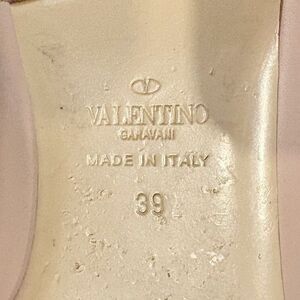 VALENTINO
GARAVANI
MADE IN ITALY
39